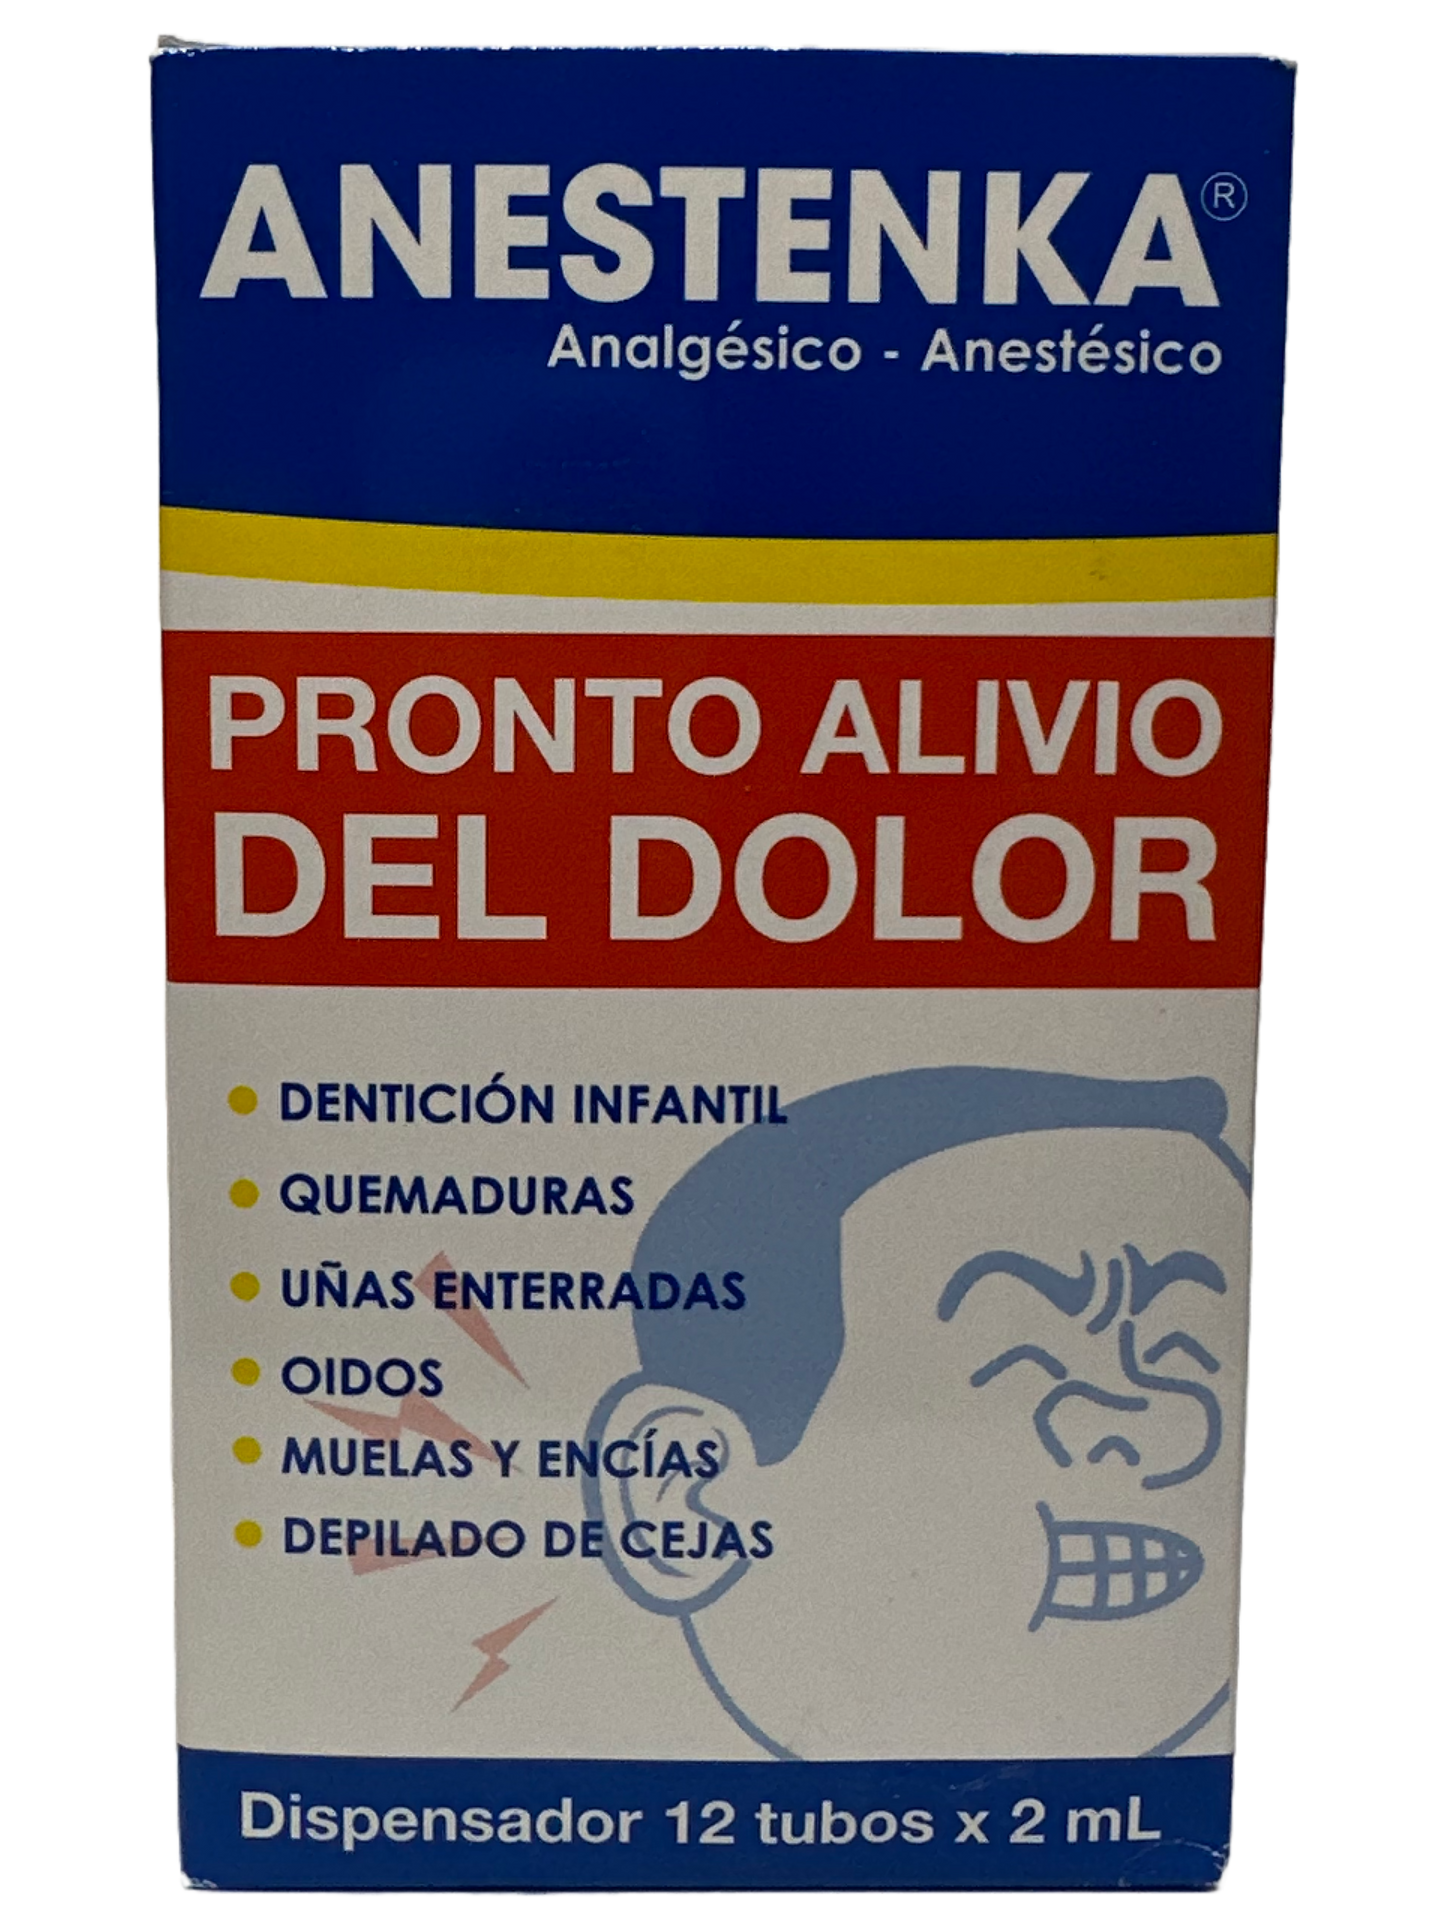 ANESTENKA®
Analgésico - Anestésico
PRONTO ALIVIO
DEL DOLOR
• DENTICIÓN INFANTIL
• QUEMADURAS
• UÑAS ENTERRADAS
• OIDOS
• MUELAS Y ENCÍAS
• DEPILADO DE CEJAS
Dispensador 12 tubos x 2 mL